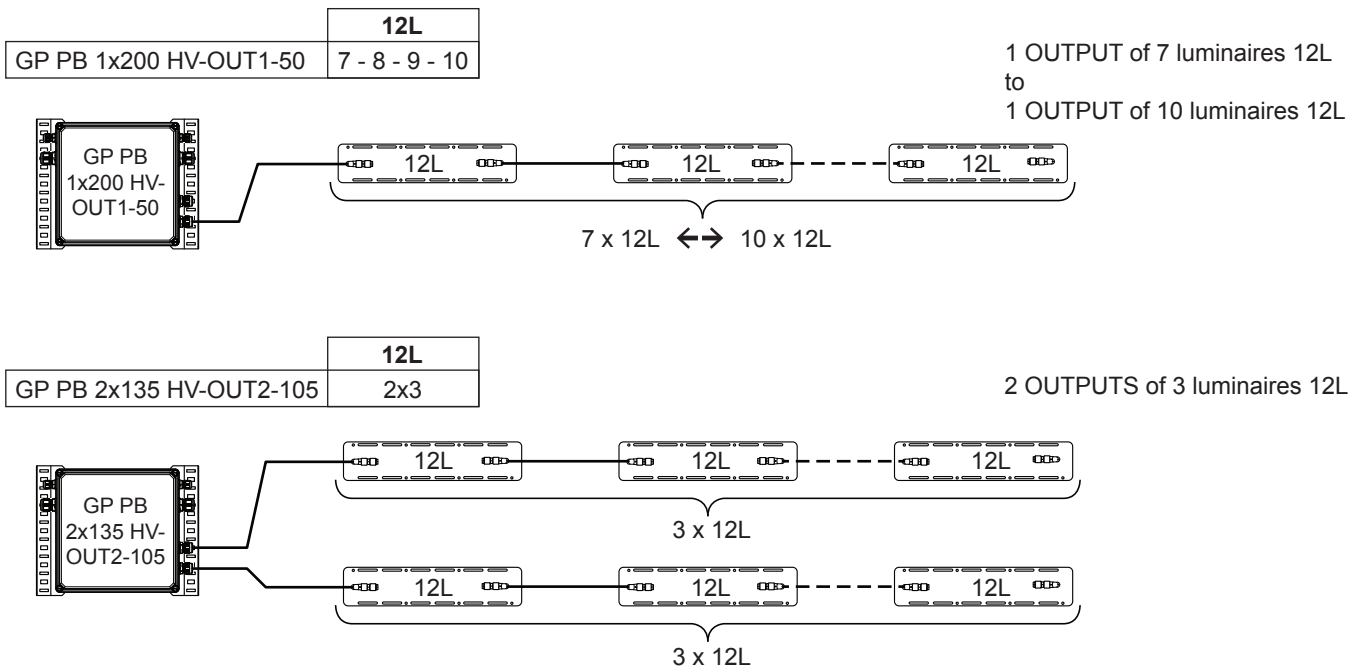 12L
GP PB 1x200 HV-OUT1-50 7 - 8 - 9 - 10
1 OUTPUT of 7 luminaires 12L
to
1 OUTPUT of 10 luminaires 12L
GP PB
1x200 HV-
OUT1-50
12L 12L 12L
7 x 12L ↔ 10 x 12L
12L
GP PB 2x135 HV-OUT2-105 2x3
2 OUTPUTS of 3 luminaires 12L
GP PB
2x135 HV-
OUT2-105
12L 12L 12L
3 x 12L
12L 12L 12L
3 x 12L